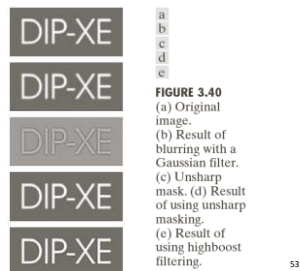 DIP-XE
DIP-XE
DIP-XE
DIP-XE
DIP-XE
a
b
c
d
e
FIGURE 3.40
(a) Original
image.
(b) Result of
blurring with a
Gaussian filter.
(c) Unsharp
mask. (d) Result
of using unsharp
masking.
(e) Result of
using highboost
filtering.
53